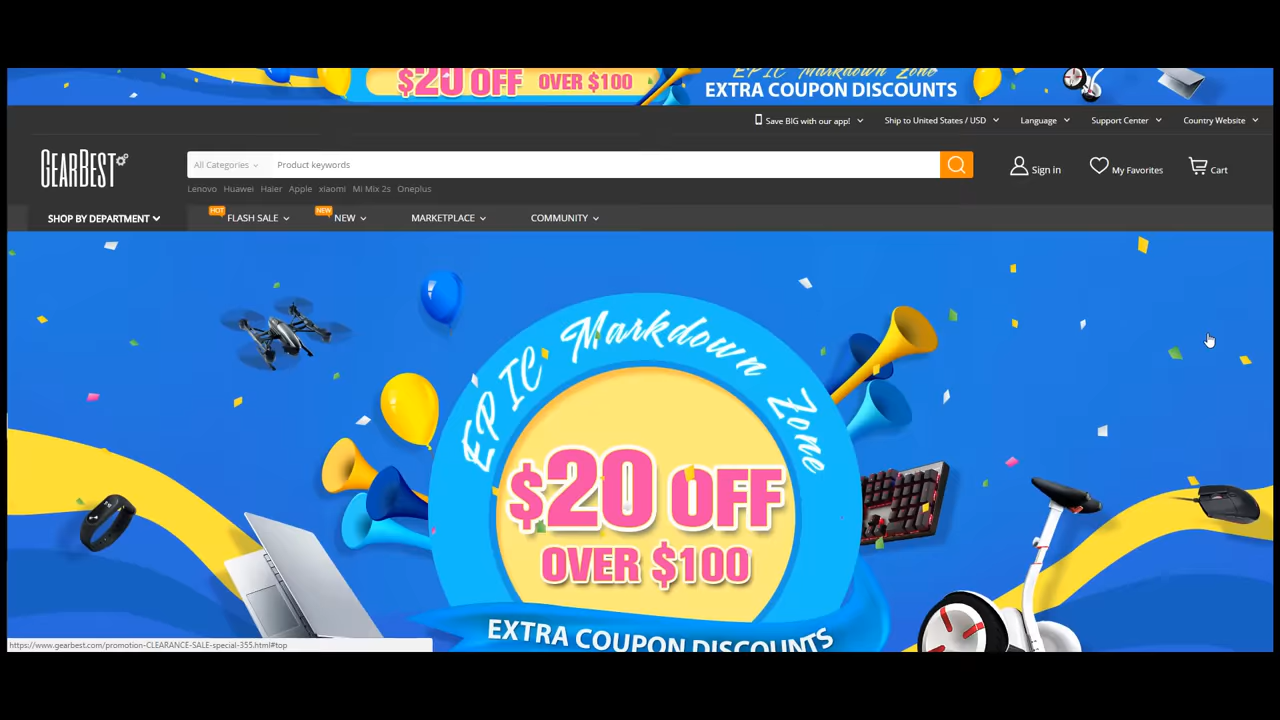 $20 OFF OVER $100
EPIC Markdown Zone
EXTRA COUPON DISCOUNTS
Save BIG with our app! Ship to United States / USD Language Support Center Country Website
GEARBEST
All Categories Product keywords
Sign in My Favorites Cart
Lenovo Huawei Haier Apple xiaomi Mi Mix 2s Oneplus
SHOP BY DEPARTMENT HOT FLASH SALE NEW NEW MARKETPLACE COMMUNITY
EPIC Markdown Zone
$20 OFF
OVER $100
EXTRA COUPON DISCOUNTS
https://www.gearbest.com/promotion-CLEARANCE-SALE-special-355.html#top